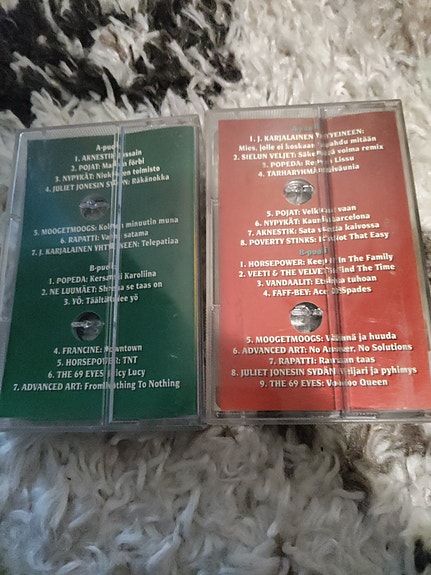 A-puoli
1. AKNESTIK: Jussain
2. POJAT: förbi
3. NYPYKÄT: toimisto
4. JULIET JONESIN SYDÄN: Räkänokka
5. MOOGETMOOGS: Kolmen minuutin muna
6. RAPATTI: Vanha satama
7. J. KARJALAINEN YHTYEINEEN: Telepatiaa
B-puoli
1. POPEDA: Kersantti Karoliina
2. NE LUUMÄET: se taas on
3. YÖ: Täältä tulee yö
4. FRANCINE: Downtown
5. HORSEPOWER: TNT
6. THE 69 EYES: Juicy Lucy
7. ADVANCED ART: From Nothing To Nothing
1. J. KARJALAINEN YHTYEINEEN:
Mies, jolle ei koskaan tapahdu mitään
2. SIELUN VELJET: Säkenöivä voima remix
3. POPEDA: Lissu
4. TARHARYHMÄ:
5. POJAT: vaan
6. NYPYKÄT: Kaunis Barcelona
7. AKNESTIK: Sata kaivossa
8. POVERTY STINKS: It's Not That Easy
B-puoli
1. HORSEPOWER: Keep It In The Family
2. VEETI & THE VELVETS: Find The Time
3. VANDAALIT: tuhoan
4. FAFF-BEY: Ace Of Spades
5. MOOGETMOOGS: ja huuda
6. ADVANCED ART: No Answer, No Solutions
7. RAPATTI: taas
8. JULIET JONESIN SYDÄN: ja pyhimys
9. THE 69 EYES: Voodoo Queen